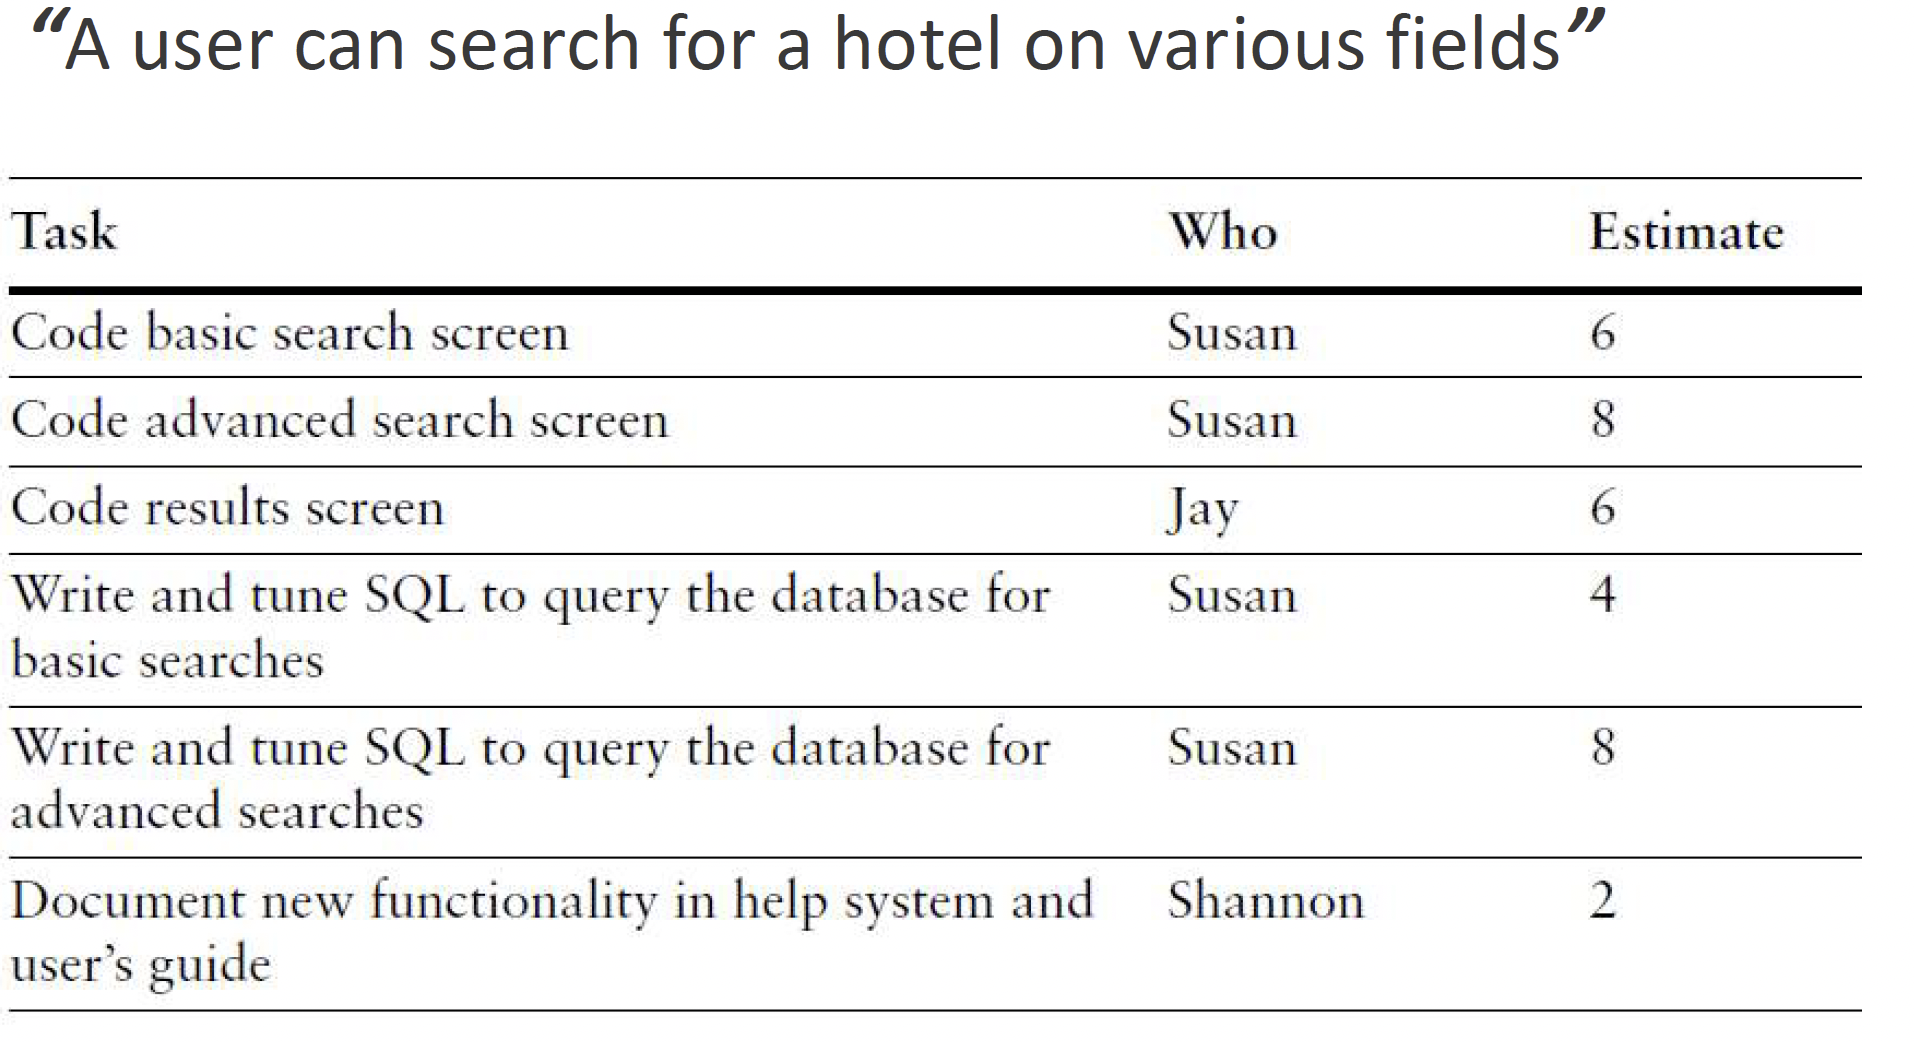 “A user can search for a hotel on various fields”
Task Who Estimate
Code basic search screen Susan 6
Code advanced search screen Susan 8
Code results screen Jay 6
Write and tune SQL to query the database for Susan 4
basic searches
Write and tune SQL to query the database for Susan 8
advanced searches
Document new functionality in help system and Shannon 2
user’s guide